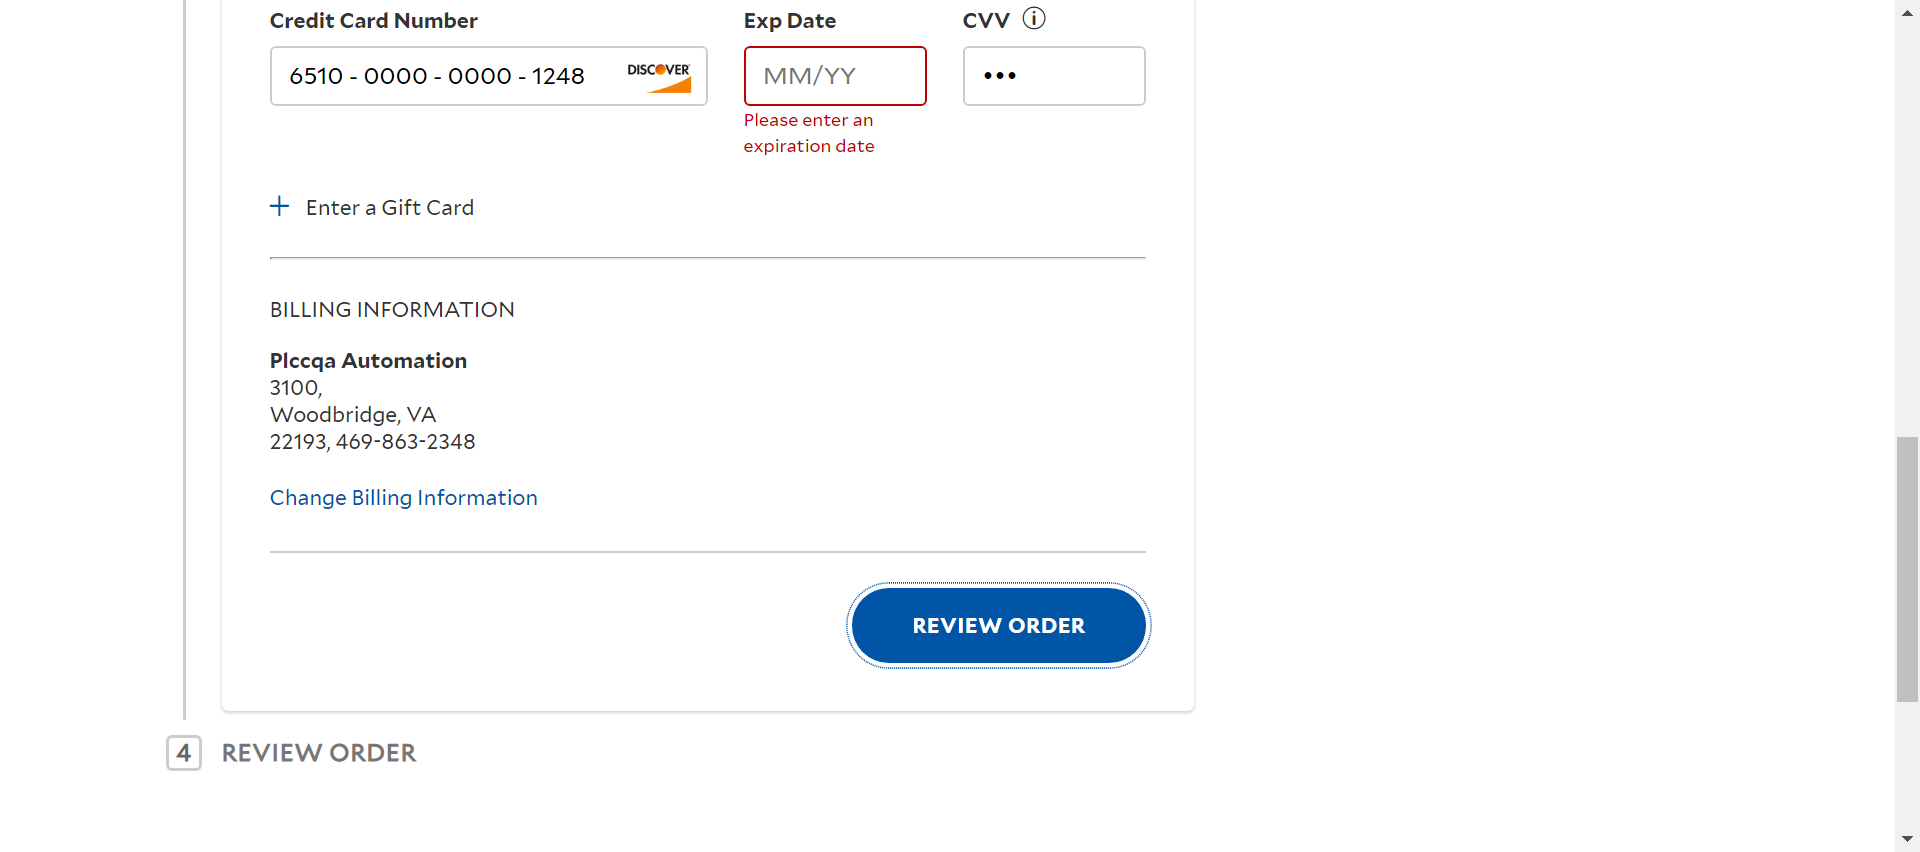 Credit Card Number
Exp Date
CVV
6510 - 0000 - 0000 - 1248
DISCOVER
MM/YY
•••
Please enter an
expiration date
+ Enter a Gift Card
BILLING INFORMATION
Plccqa Automation
3100,
Woodbridge, VA
22193, 469-863-2348
Change Billing Information
REVIEW ORDER
4 REVIEW ORDER